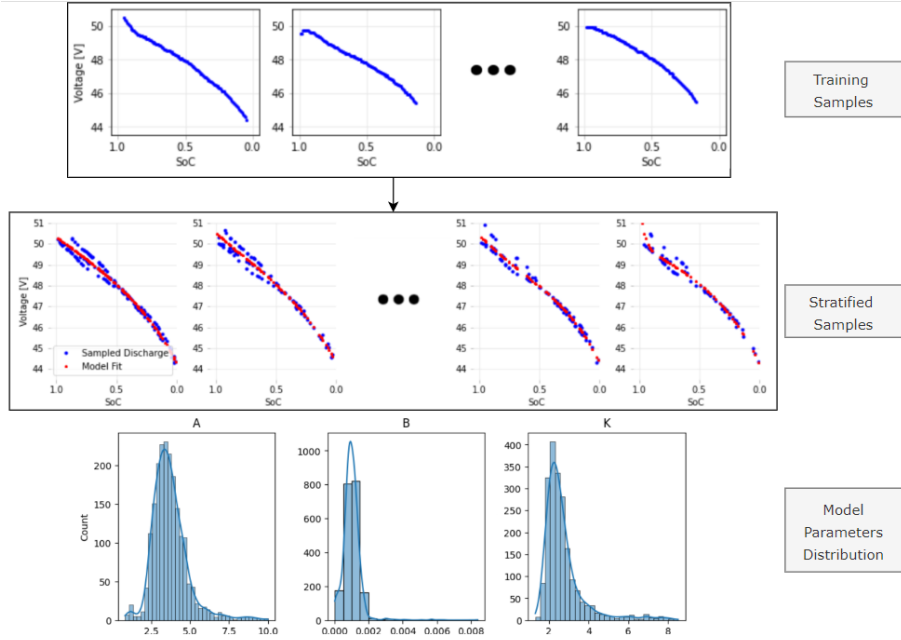 50
48
46
44
Voltage [V]
1.0 0.5 0.0
SoC
50
48
46
44
1.0 0.5 0.0
SoC
50
48
46
44
1.0 0.5 0.0
SoC
Training
Samples
51
50
49
48
47
46
45
44
Voltage [V]
Sampled Discharge
Model Fit
1.0 0.5 0.0
SoC
51
50
49
48
47
46
45
44
1.0 0.5 0.0
SoC
51
50
49
48
47
46
45
44
1.0 0.5 0.0
SoC
51
50
49
48
47
46
45
44
1.0 0.5 0.0
SoC
Stratified
Samples
A
200
150
100
50
0
Count
2.5 5.0 7.5 10.0
B
1000
800
600
400
200
0
0.000 0.002 0.004 0.006 0.008
K
400
350
300
250
200
150
100
50
0
2 4 6 8
Model
Parameters
Distribution